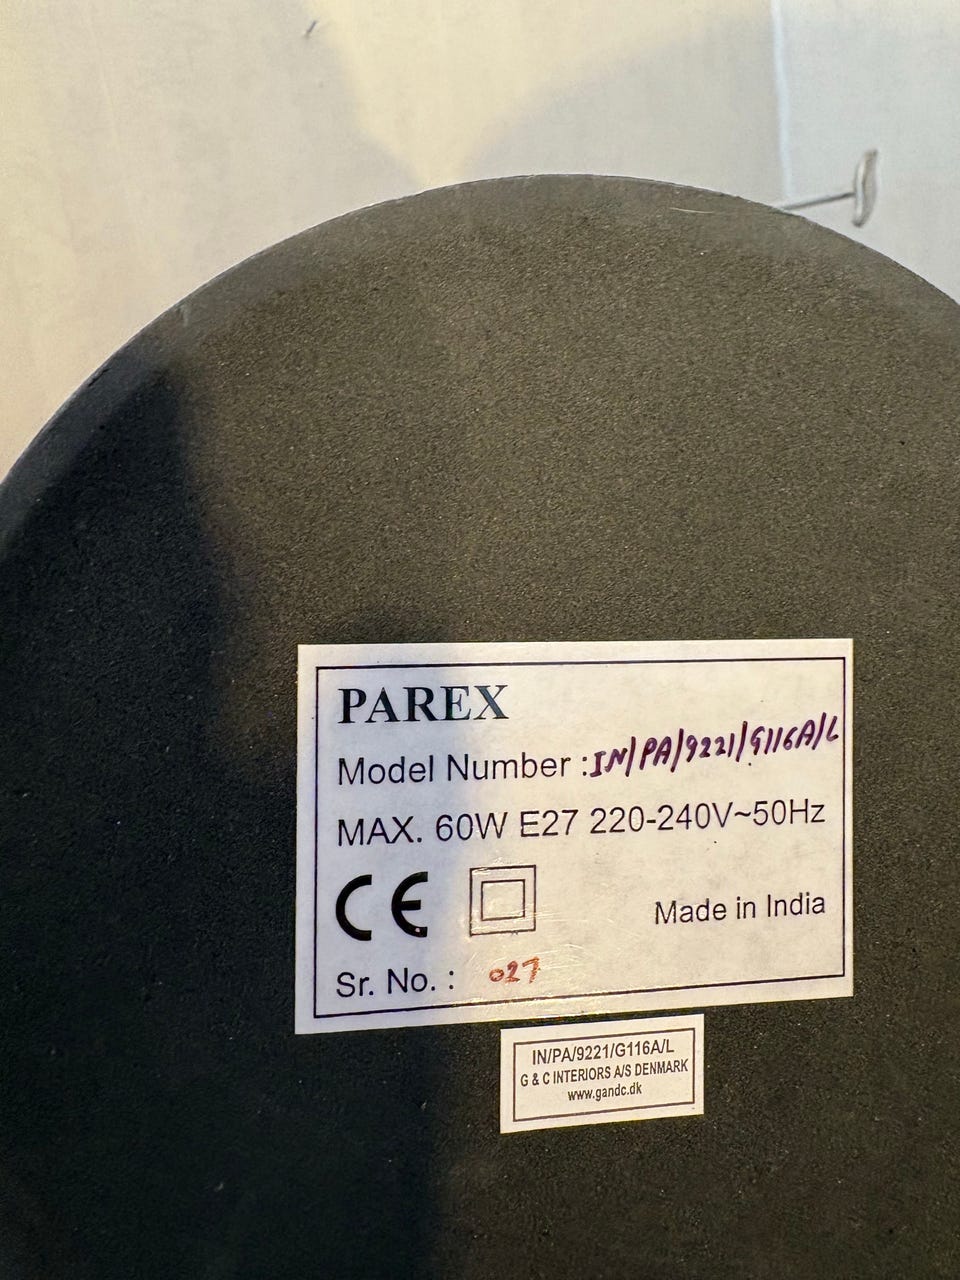 PAREX
Model Number : IN/PA/9221/G116A/L
MAX. 60W E27 220-240V~50Hz
CE
Made in India
Sr. No. : 027
IN/PA/9221/G116A/L
G & C INTERIORS A/S DENMARK
www.gandc.dk